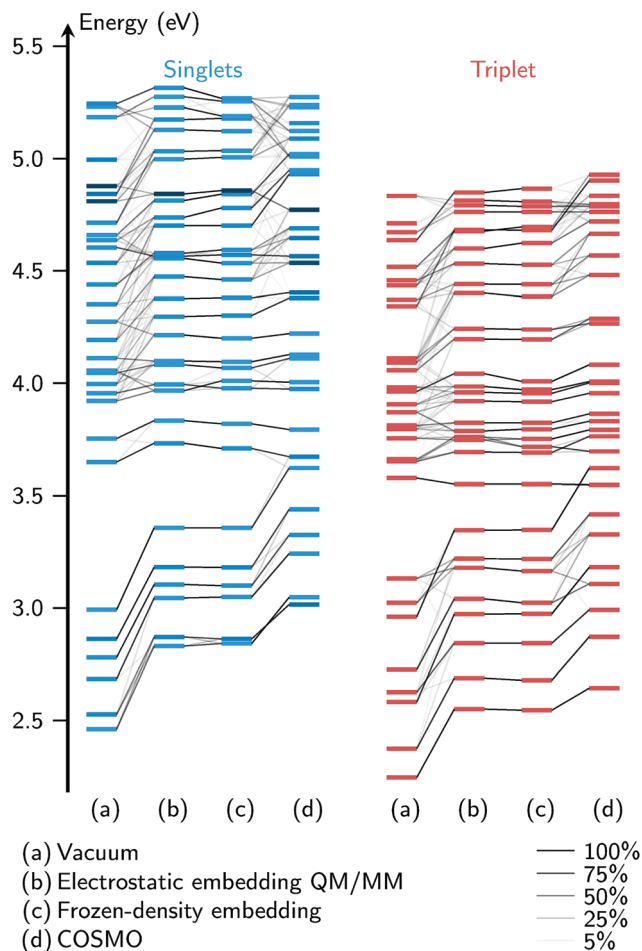 Energy (eV)
5.5
Singlets
Triplet
5.0
4.5
4.0
3.5
3.0
2.5
(a) (b) (c) (d) (a) (b) (c) (d)
(a) Vacuum
(b) Electrostatic embedding QM/MM
(c) Frozen-density embedding
(d) COSMO
100%
75%
50%
25%
5%